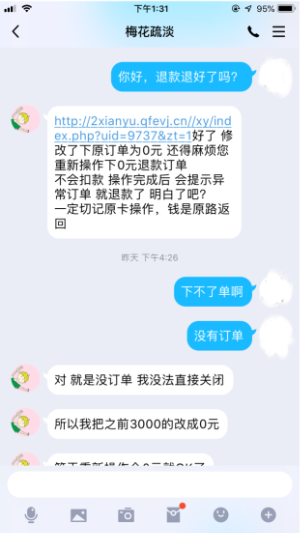 下午1:31
95%
梅花疏淡
你好，退款退好了吗？
http://2xianyu.qfevj.cn//xy/ind
ex.php?uid=9737&zt=1好了 修
改了下原订单为0元 还得麻烦您
重新操作下0元退款订单
不会扣款 操作完成后 会提示异
常订单 就退款了 明白了吧？
一定切记原卡操作，钱是原路返
回
昨天 下午4:26
下不了单啊
没有订单
对 就是没订单 我没法直接关闭
所以我把之前3000的改成0元